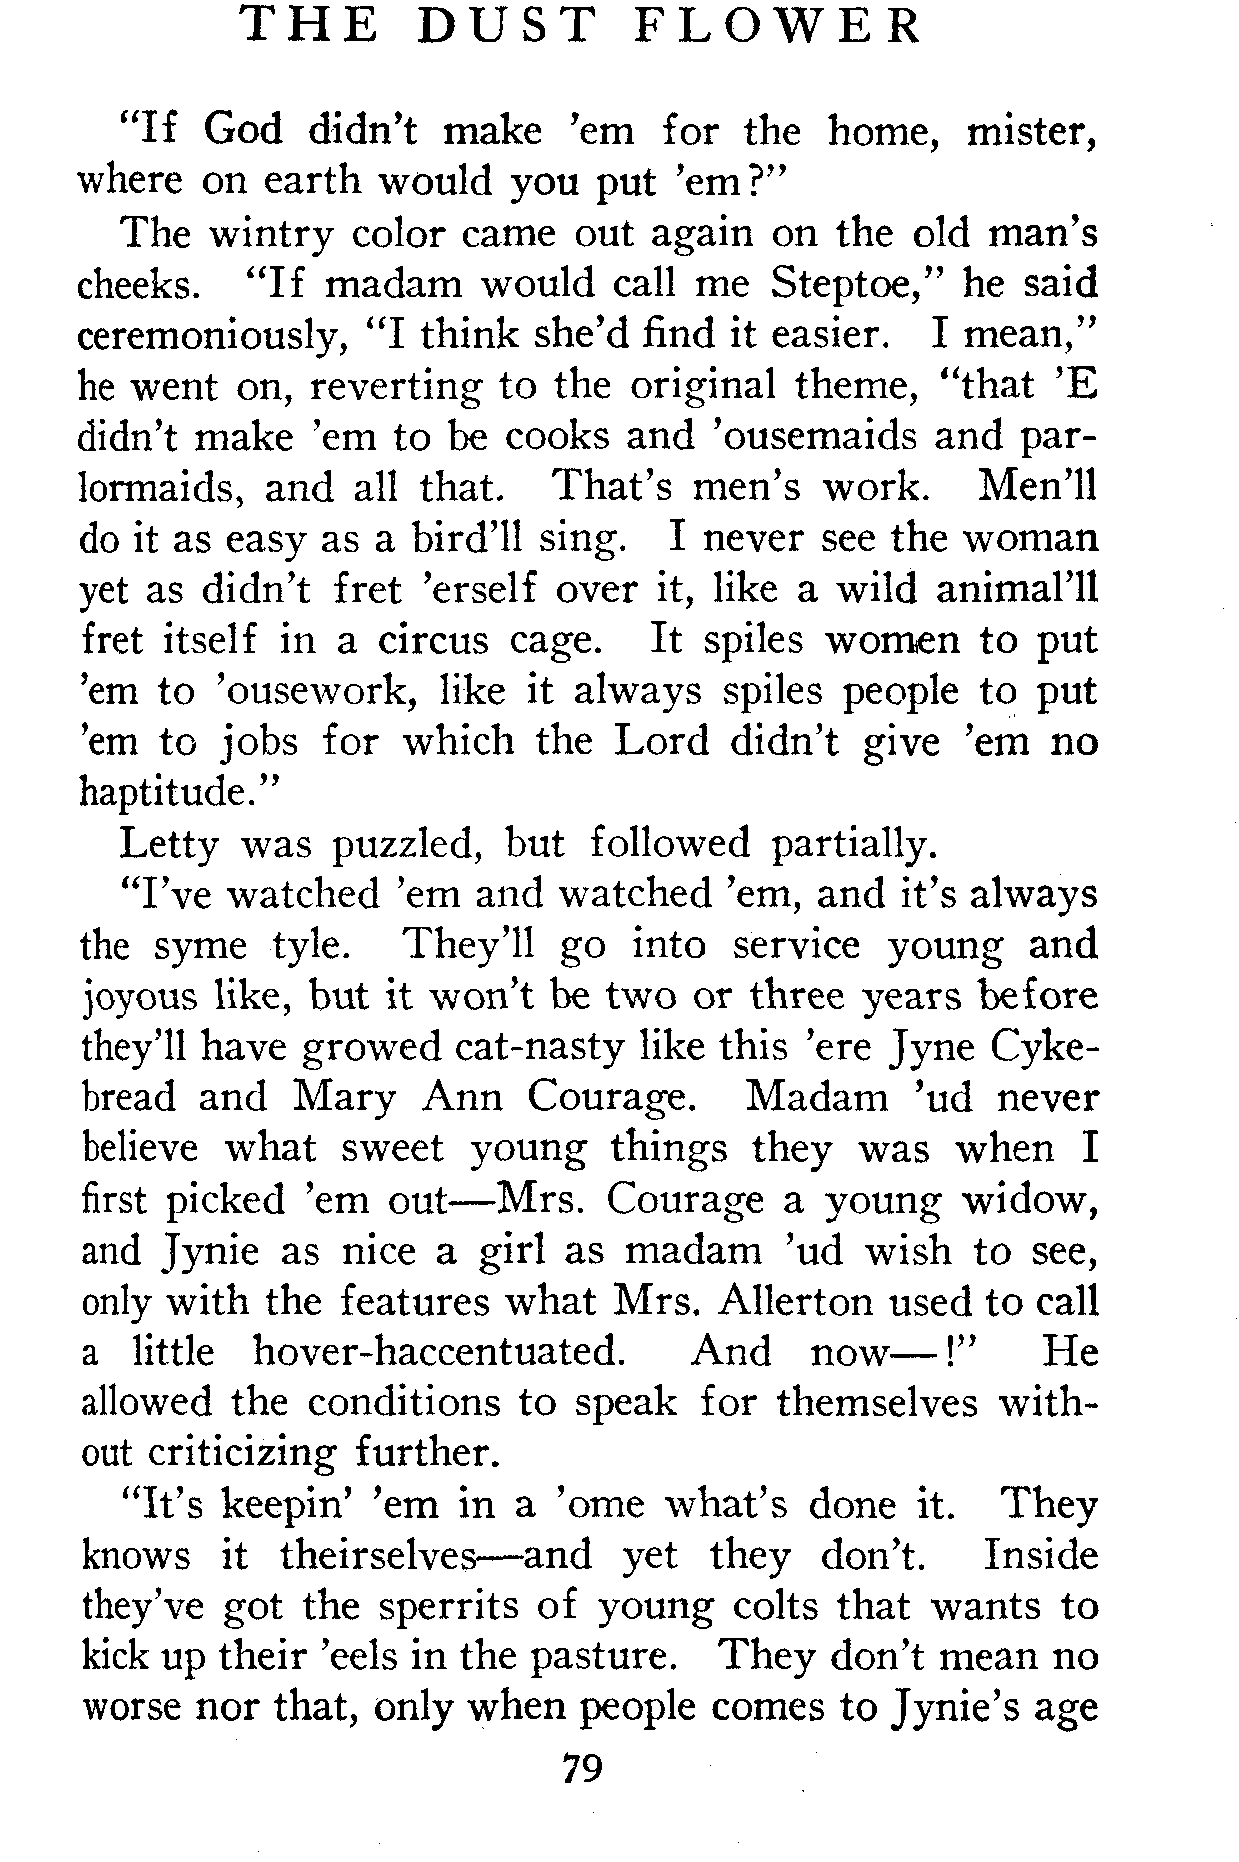 THE DUST FLOWER
“If God didn’t make ’em for the home, mister,
where on earth would you put ’em?”
The wintry color came out again on the old man’s
cheeks. “If madam would call me Steptoe,” he said
ceremoniously, “I think she’d find it easier. I mean,”
he went on, reverting to the original theme, “that ’E
didn’t make ’em to be cooks and ’ousemaids and par-
lormaids, and all that. That’s men’s work. Men’ll
do it as easy as a bird’ll sing. I never see the woman
yet as didn’t fret ’erself over it, like a wild animal’ll
fret itself in a circus cage. It spiles women to put
’em to ’ousework, like it always spiles people to put
’em to jobs for which the Lord didn’t give ’em no
haptitude.”
Letty was puzzled, but followed partially.
“I’ve watched ’em and watched ’em, and it’s always
the syme tyle. They’ll go into service young and
joyous like, but it won’t be two or three years before
they’ll have growed cat-nasty like this ’ere Jyne Cyke-
bread and Mary Ann Courage. Madam ’ud never
believe what sweet young things they was when I
first picked ’em out—Mrs. Courage a young widow,
and Jynie as nice a girl as madam ’ud wish to see,
only with the features what Mrs. Allerton used to call
a little hover-haccentuated. And now—!” He
allowed the conditions to speak for themselves with-
out criticizing further.
“It’s keepin’ ’em in a ’ome what’s done it. They
knows it theirselves—and yet they don’t. Inside
they’ve got the sperrits of young colts that wants to
kick up their ’eels in the pasture. They don’t mean no
worse nor that, only when people comes to Jynie’s age
79